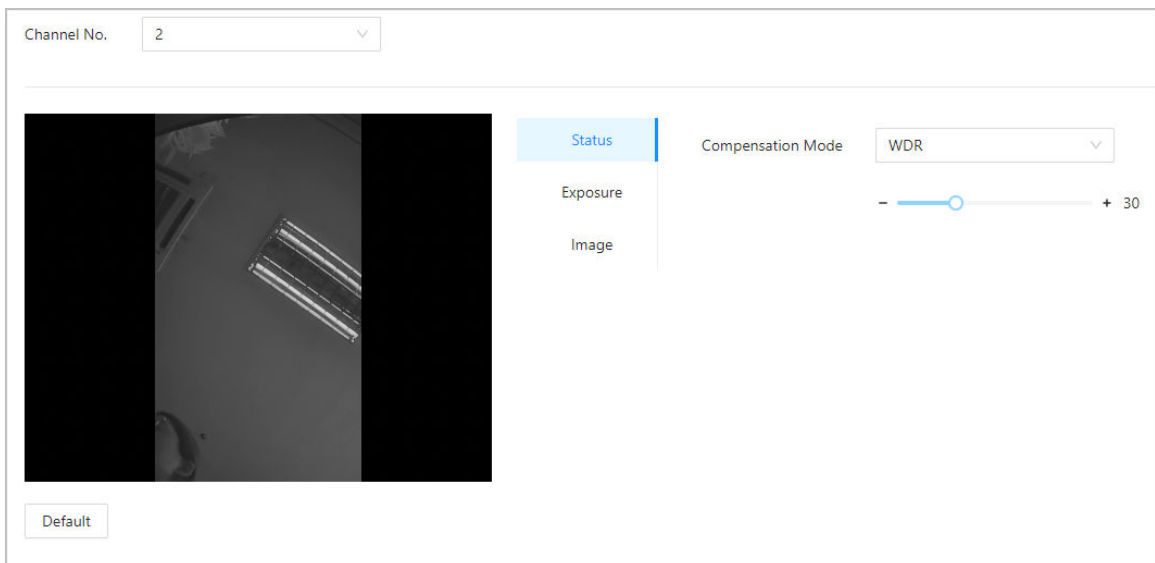 Channel No. 2
Status
Compensation Mode WDR
- + 30
Exposure
Image
Default